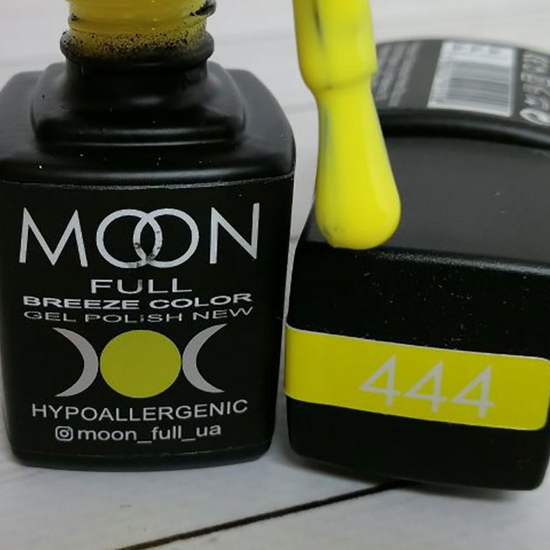 MOON
FULL
BREEZE COLOR
GEL POLISH NEW
HYPOALLERGENIC
moon_full_ua
444